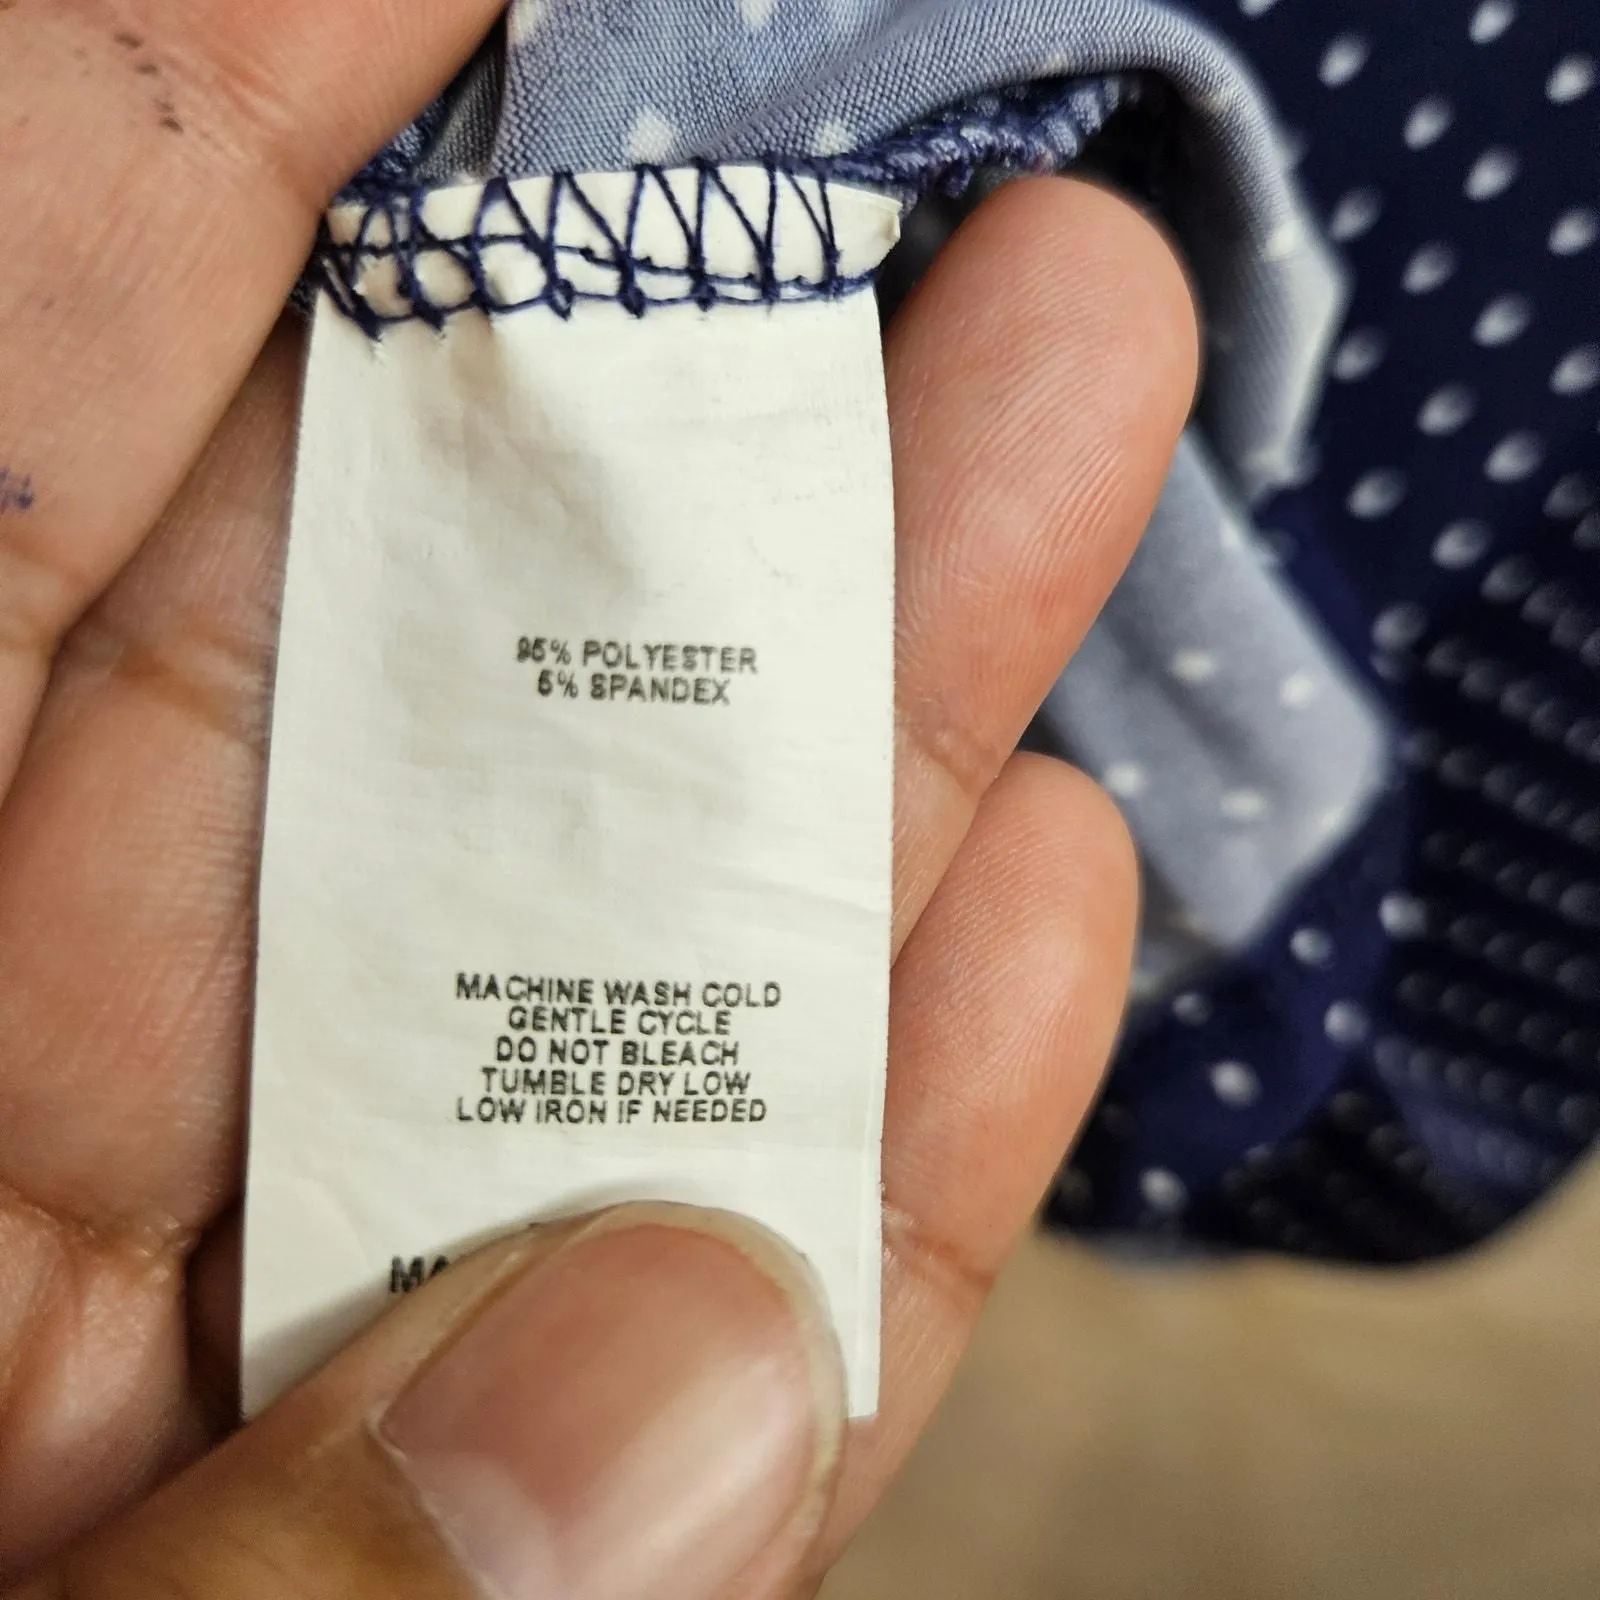 95% POLYESTER
5% SPANDEX
MACHINE WASH COLD
GENTLE CYCLE
DO NOT BLEACH
TUMBLE DRY LOW
LOW IRON IF NEEDED